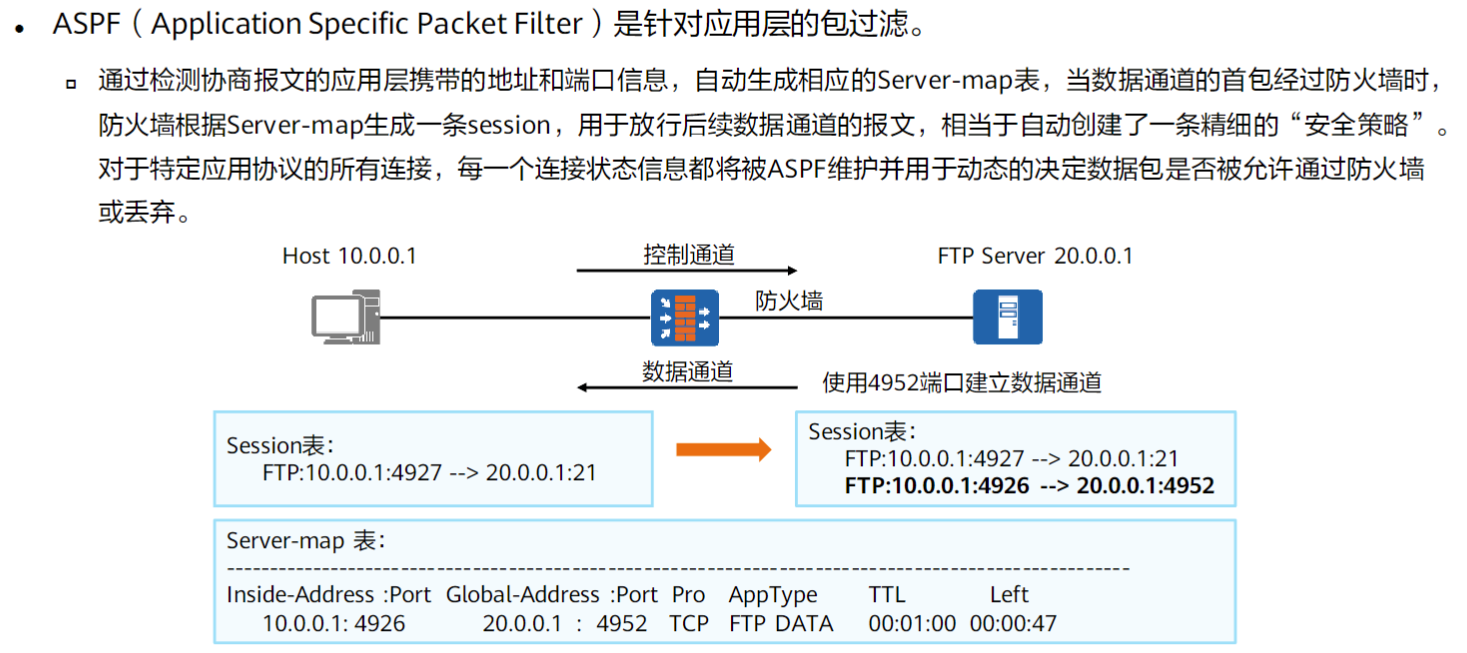 • ASPF（Application Specific Packet Filter）是针对应用层的包过滤。
▫ 通过检测协商报文的应用层携带的地址和端口信息，自动生成相应的Server-map表，当数据通道的首包经过防火墙时，
防火墙根据Server-map生成一条session，用于放行后续数据通道的报文，相当于自动创建了一条精细的“安全策略”。
对于特定应用协议的所有连接，每一个连接状态信息都将被ASPF维护并用于动态的决定数据包是否被允许通过防火墙
或丢弃。
Host 10.0.0.1
控制通道
FTP Server 20.0.0.1
防火墙
数据通道
使用4952端口建立数据通道
Session表：
FTP:10.0.0.1:4927 --> 20.0.0.1:21
Session表：
FTP:10.0.0.1:4927 --> 20.0.0.1:21
FTP:10.0.0.1:4926 --> 20.0.0.1:4952
Server-map 表：
---------------------------------------------------------------------------------------------------
Inside-Address :Port Global-Address :Port Pro AppType TTL Left
10.0.0.1: 4926 20.0.0.1 : 4952 TCP FTP DATA 00:01:00 00:00:47